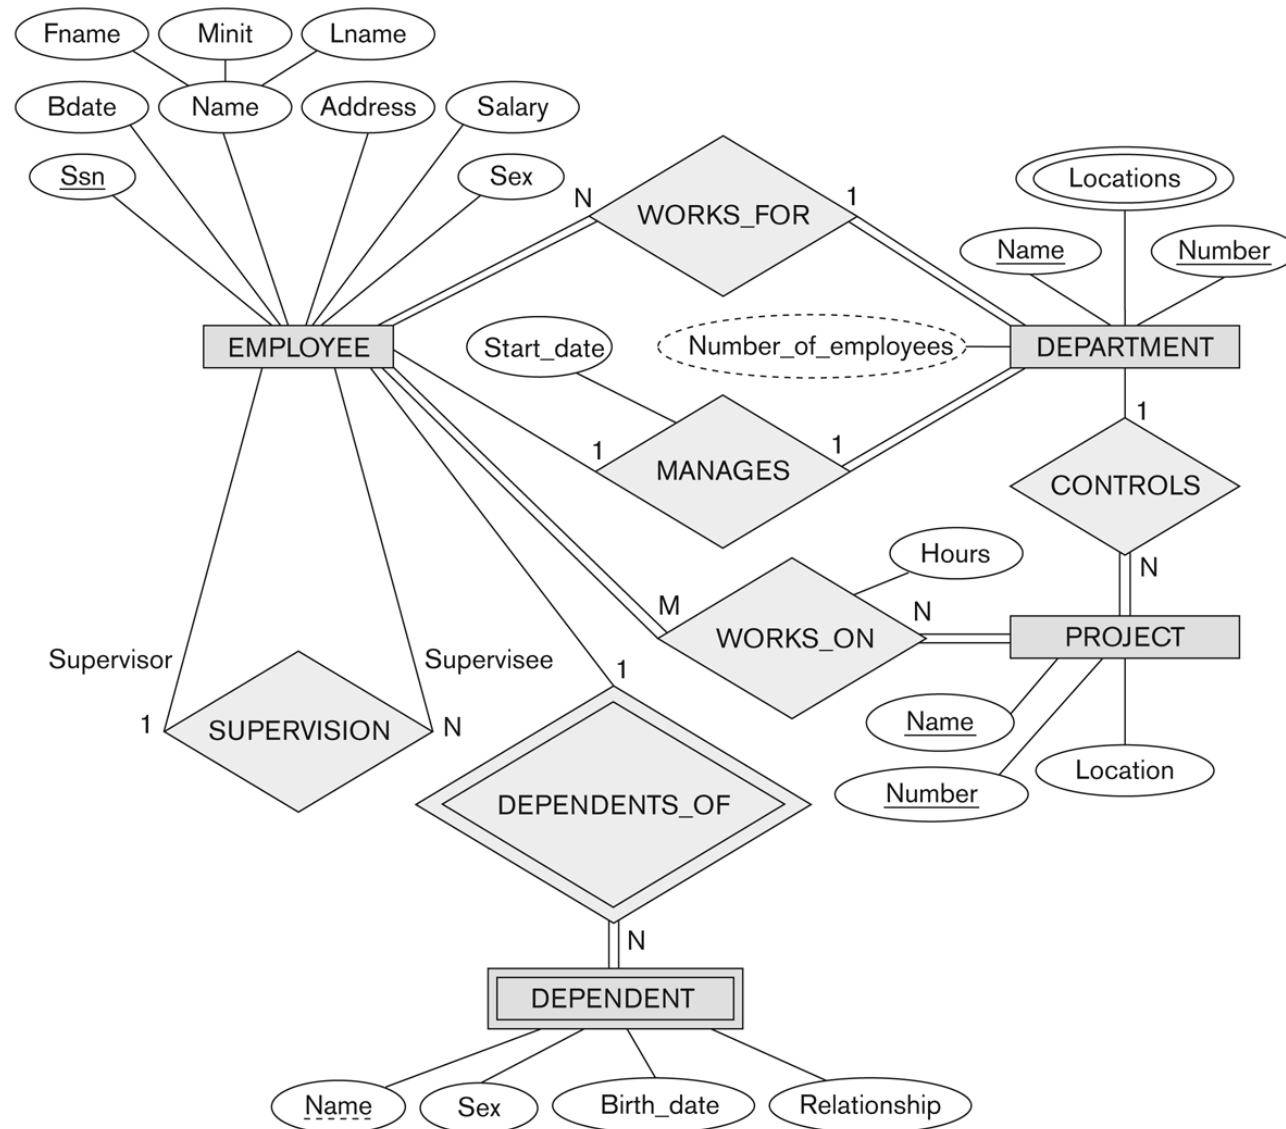 Fname
Minit
Lname
Bdate
Name
Address
Salary
Ssn
Sex
N
WORKS_FOR
1
Locations
Name
Number
EMPLOYEE
Start_date
Number_of_employees
DEPARTMENT
1
MANAGES
1
1
CONTROLS
N
Hours
M
WORKS_ON
N
PROJECT
Supervisor
Supervisee
1
SUPERVISION
N
1
Name
Number
Location
DEPENDENTS_OF
N
DEPENDENT
Name
Sex
Birth_date
Relationship